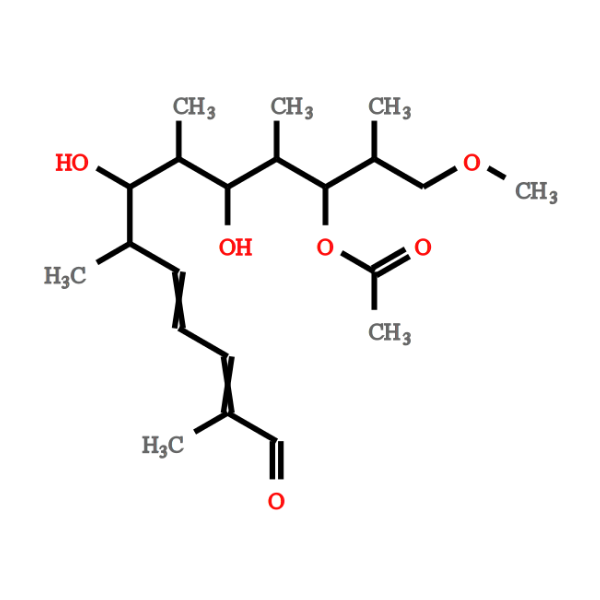 CH₃ CH₃ CH₃
HO O
CH₃
OH O O
H₃C
CH₃
H₃C
O